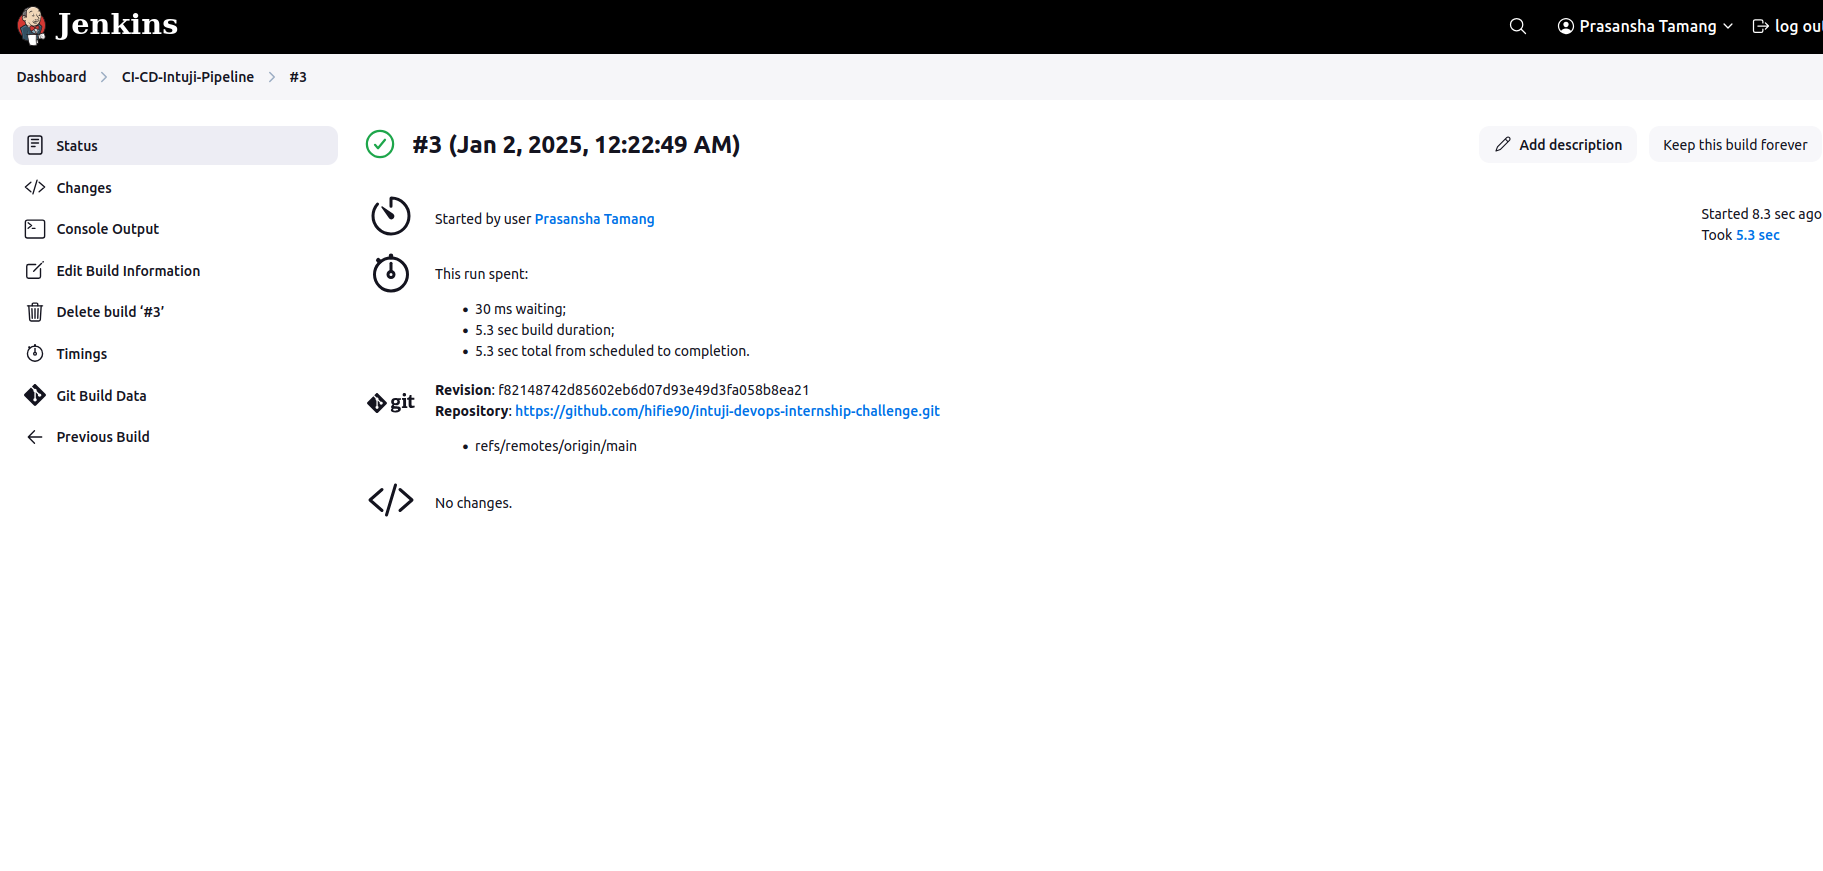 Jenkins
Prasansha Tamang
log ou
Dashboard > CI-CD-Intuji-Pipeline > #3
Status
Changes
Console Output
Edit Build Information
Delete build ‘#3’
Timings
Git Build Data
Previous Build
#3 (Jan 2, 2025, 12:22:49 AM)
Add description
Keep this build forever
Started by user Prasansha Tamang
Started 8.3 sec ago
Took 5.3 sec
This run spent:
• 30 ms waiting;
• 5.3 sec build duration;
• 5.3 sec total from scheduled to completion.
git
Revision: f82148742d85602eb6d07d93e49d3fa058b8ea21
Repository: https://github.com/hifie90/intuji-devops-internship-challenge.git
• refs/remotes/origin/main
No changes.